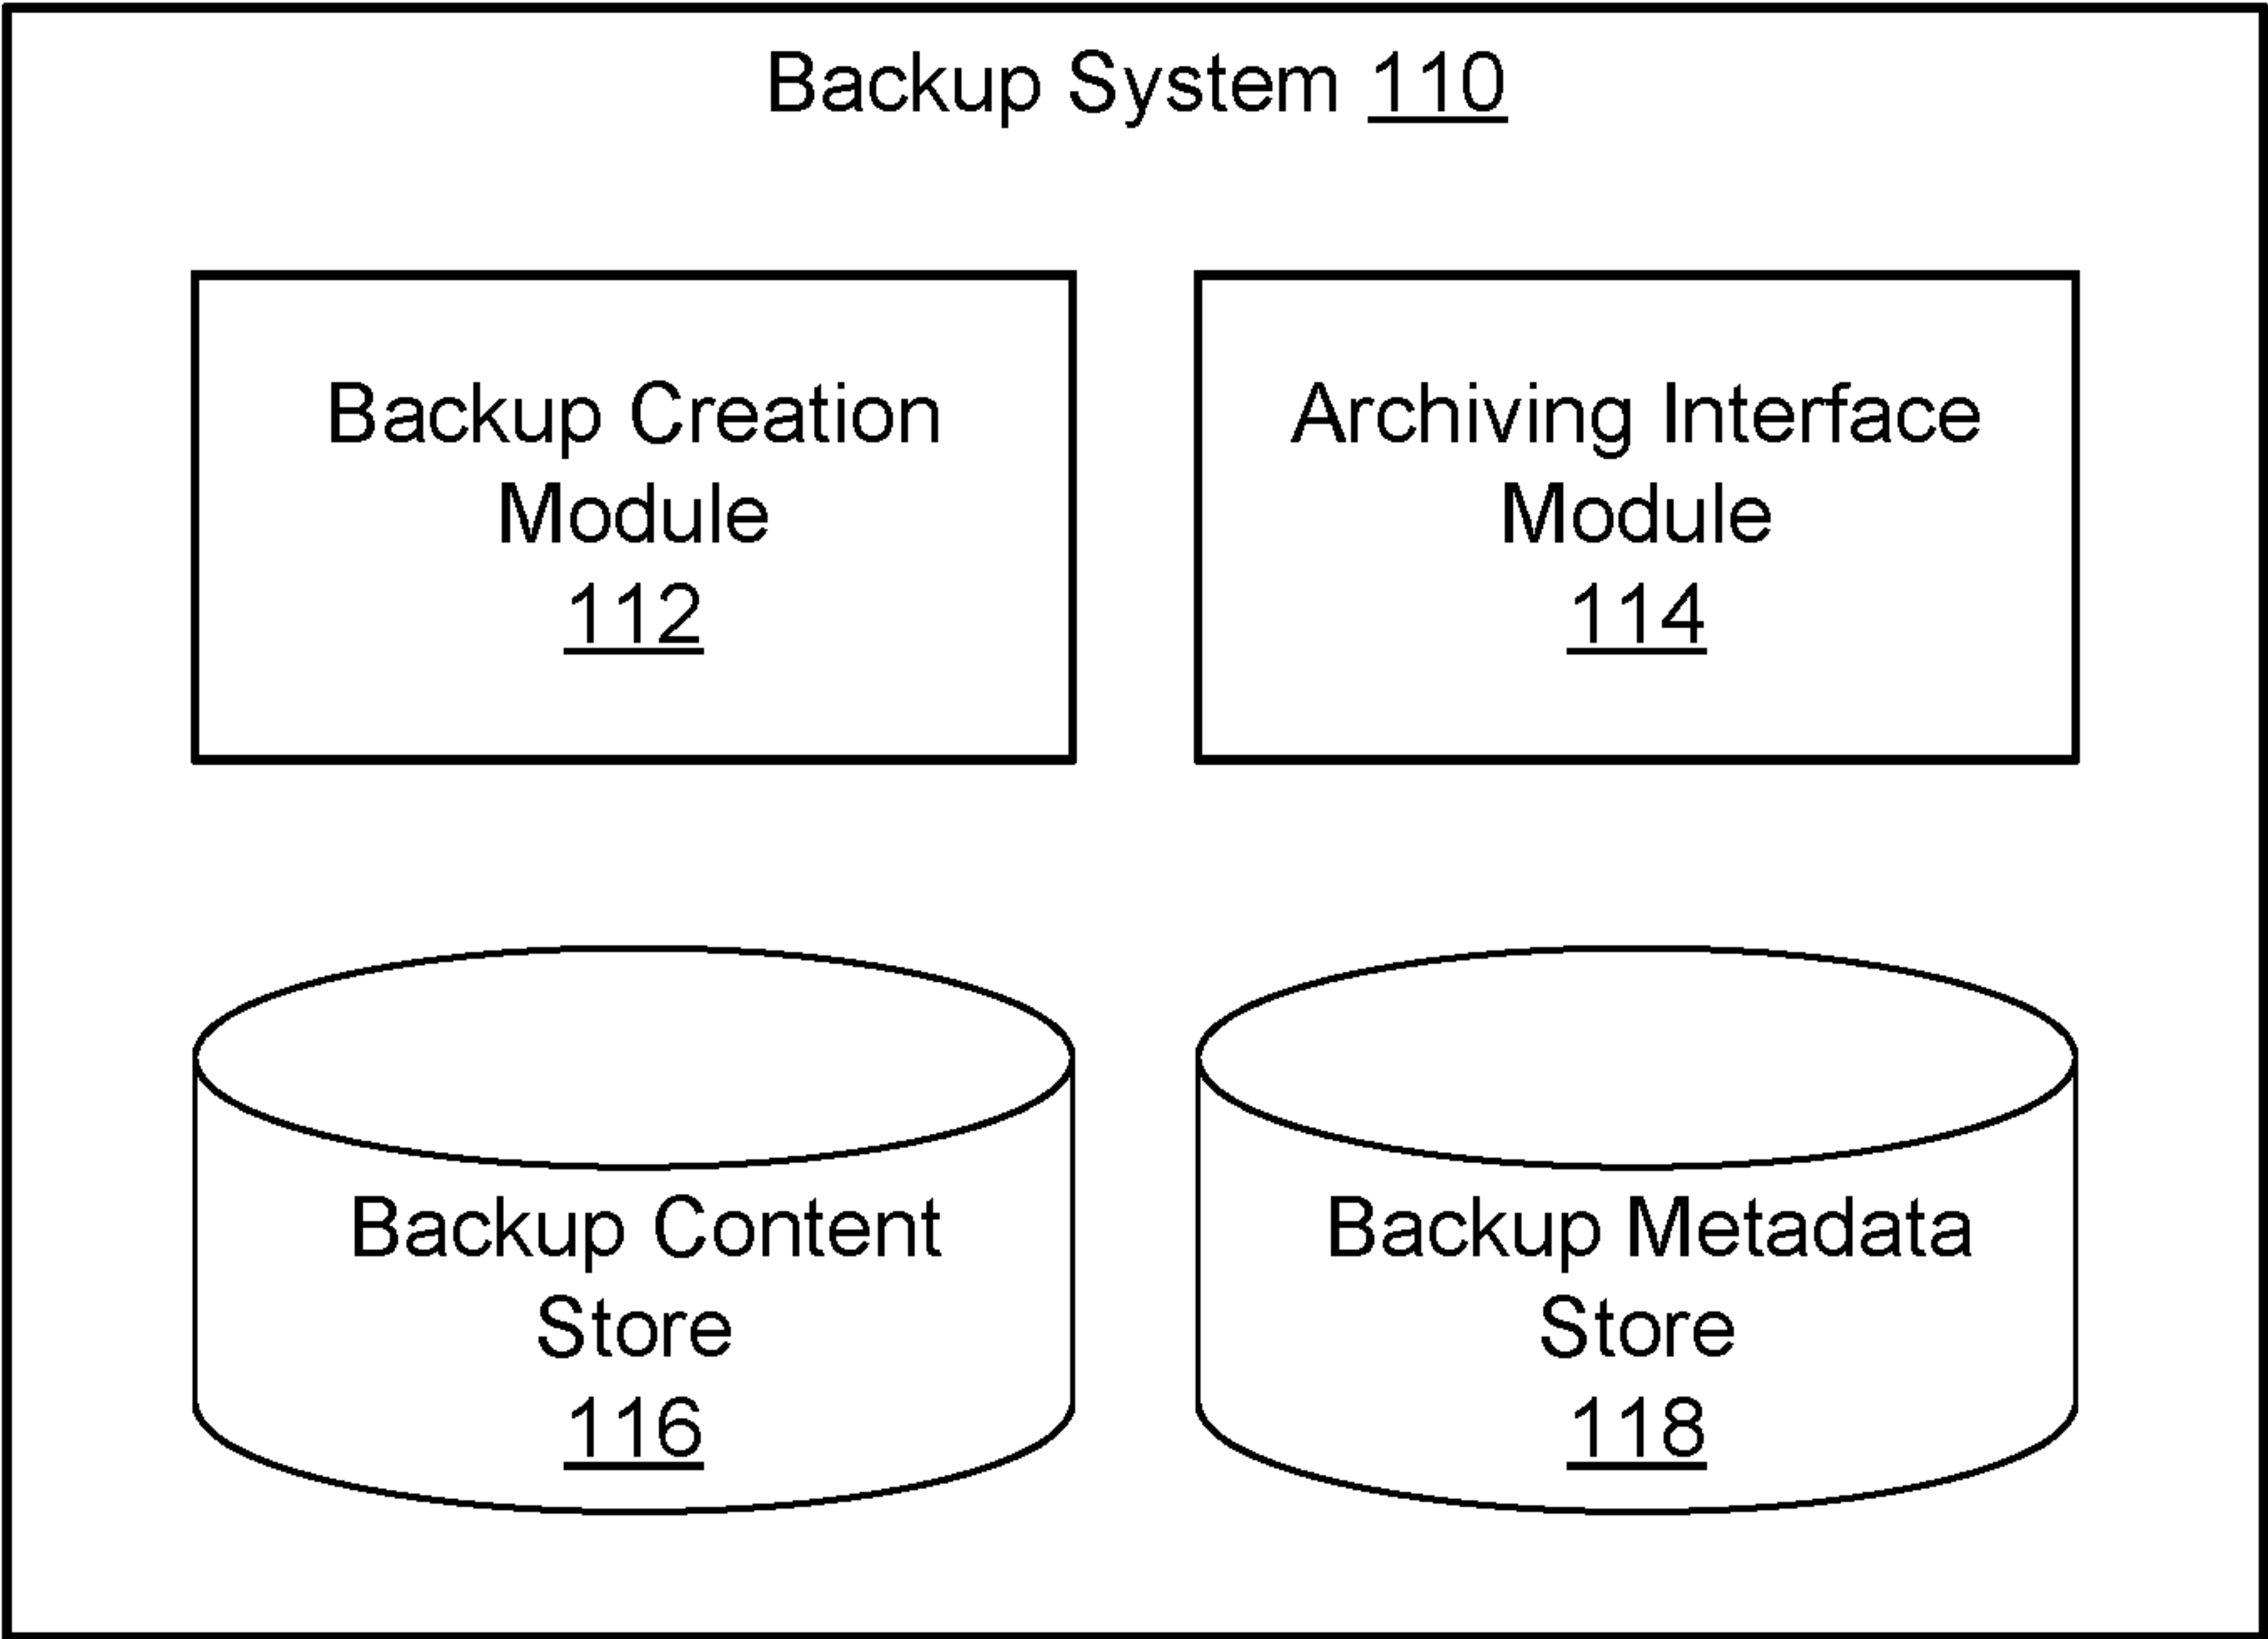 Backup System 110
Backup Creation
Module
112
Archiving Interface
Module
114
Backup Content
Store
116
Backup Metadata
Store
118